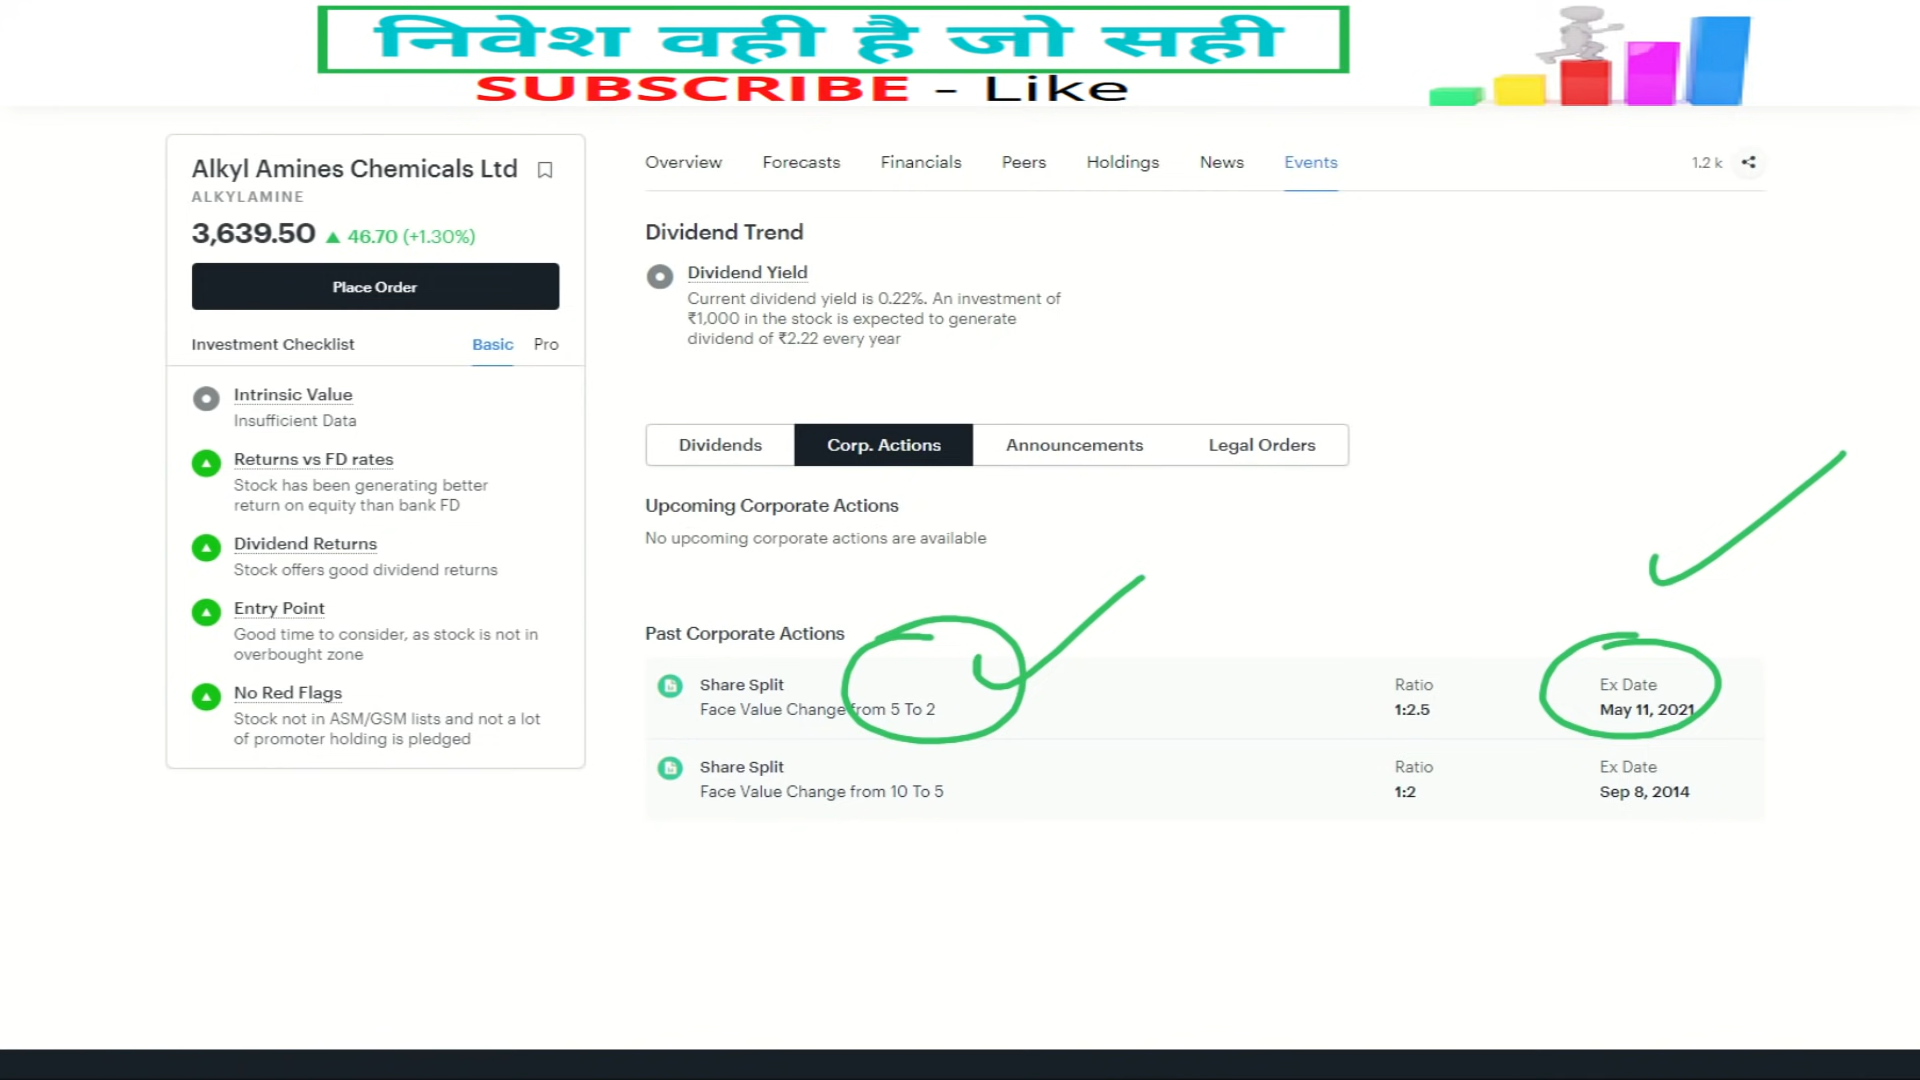 निवेश वही है जो सही
SUBSCRIBE - Like
Alkyl Amines Chemicals Ltd
ALKYLAMINE
3,639.50 ▲ 46.70 (+1.30%)
Place Order
Investment Checklist Basic Pro
Intrinsic Value
Insufficient Data
Returns vs FD rates
Stock has been generating better
return on equity than bank FD
Dividend Returns
Stock offers good dividend returns
Entry Point
Good time to consider, as stock is not in
overbought zone
No Red Flags
Stock not in ASM/GSM lists and not a lot
of promoter holding is pledged
Overview Forecasts Financials Peers Holdings News Events 1.2 k
Dividend Trend
Dividend Yield
Current dividend yield is 0.22%. An investment of
₹1,000 in the stock is expected to generate
dividend of ₹2.22 every year
Dividends Corp. Actions Announcements Legal Orders
Upcoming Corporate Actions
No upcoming corporate actions are available
Past Corporate Actions
Share Split Ratio Ex Date
Face Value Change from 5 To 2 1:2.5 May 11, 2021
Share Split Ratio Ex Date
Face Value Change from 10 To 5 1:2 Sep 8, 2014